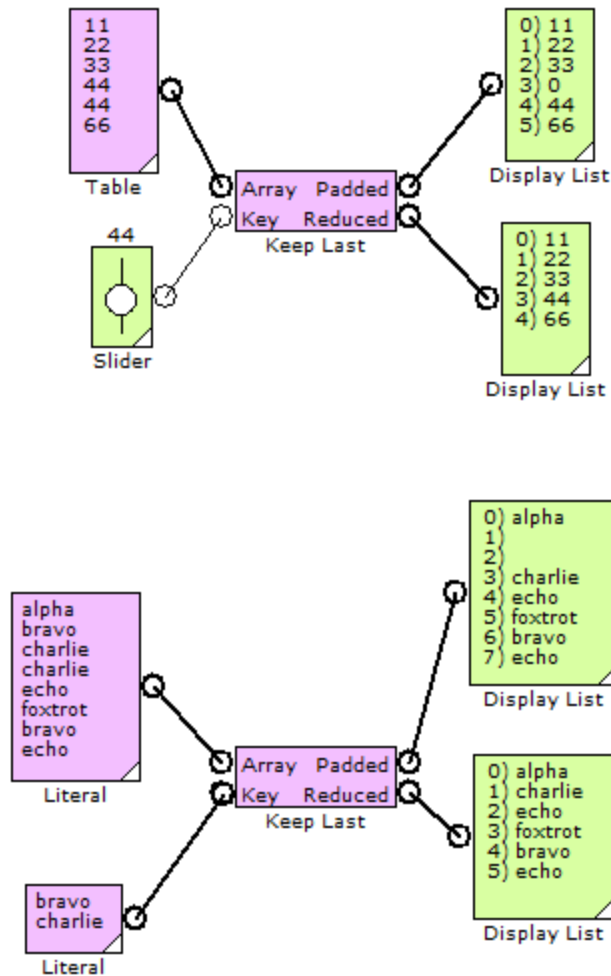 11
22
33
44
44
66
Table
44
Slider
Array Padded
Key Reduced
Keep Last
0) 11
1) 22
2) 33
3) 0
4) 44
5) 66
Display List
0) 11
1) 22
2) 33
3) 44
4) 66
Display List
alpha
bravo
charlie
charlie
echo
foxtrot
bravo
echo
Literal
bravo
charlie
Literal
Array Padded
Key Reduced
Keep Last
0) alpha
1)
2)
3) charlie
4) echo
5) foxtrot
6) bravo
7) echo
Display List
0) alpha
1) charlie
2) echo
3) foxtrot
4) bravo
5) echo
Display List